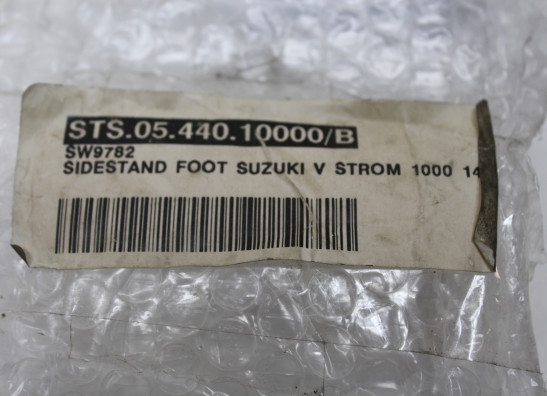 STS.05.440.10000/B
SW9782
SIDESTAND FOOT SUZUKI V STROM 1000 14